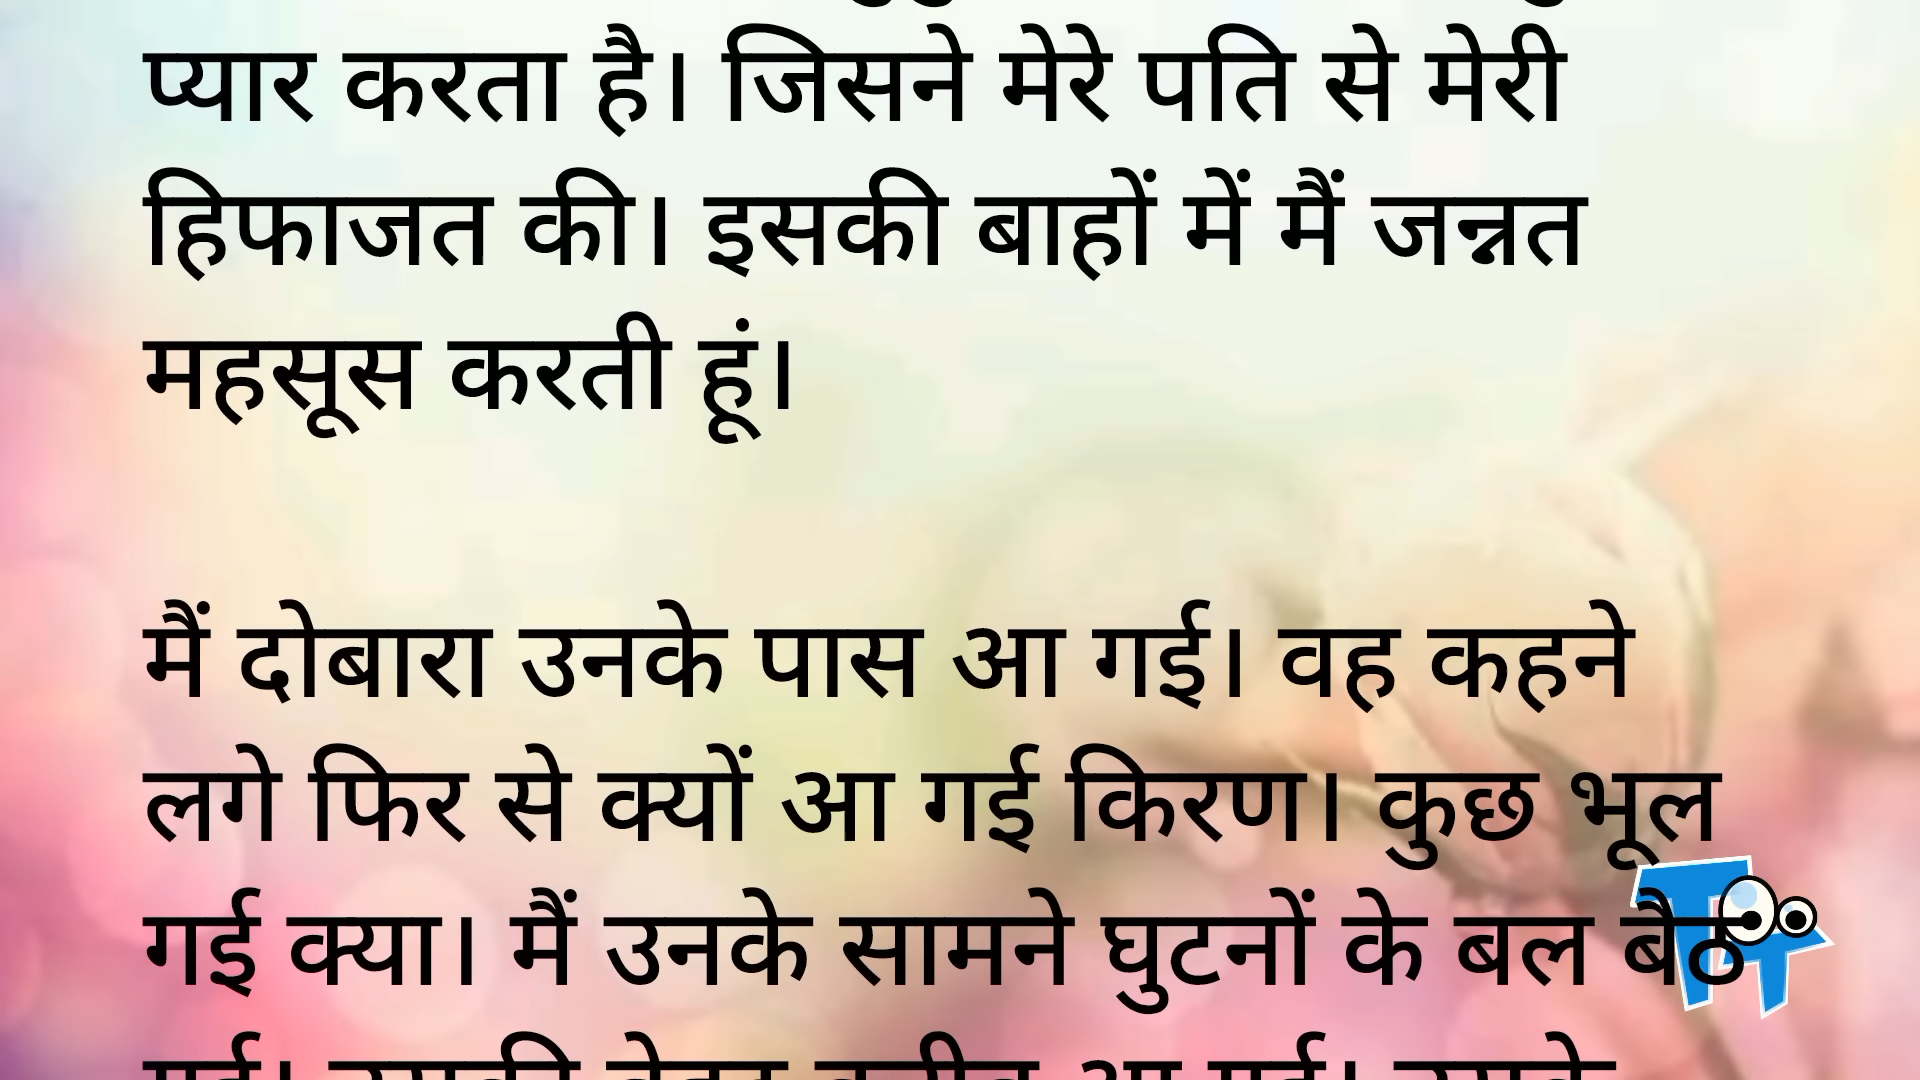 प्यार करता है। जिसने मेरे पति से मेरी
हिफाजत की। इसकी बाहों में मैं जन्नत
महसूस करती हूं।
मैं दोबारा उनके पास आ गई। वह कहने
लगे फिर से क्यों आ गई किरण। कुछ भूल
गई क्या। मैं उनके सामने घुटनों के बल बैठ